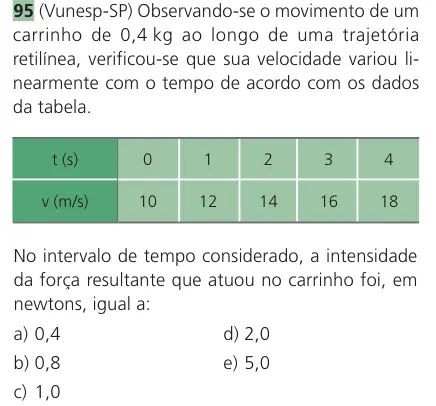 95 (Vunesp-SP) Observando-se o movimento de um
carrinho de 0,4 kg ao longo de uma trajetória
retilínea, verificou-se que sua velocidade variou li-
nearmente com o tempo de acordo com os dados
da tabela.
t (s) 0 1 2 3 4
v (m/s) 10 12 14 16 18
No intervalo de tempo considerado, a intensidade
da força resultante que atuou no carrinho foi, em
newtons, igual a:
a) 0,4 d) 2,0
b) 0,8 e) 5,0
c) 1,0